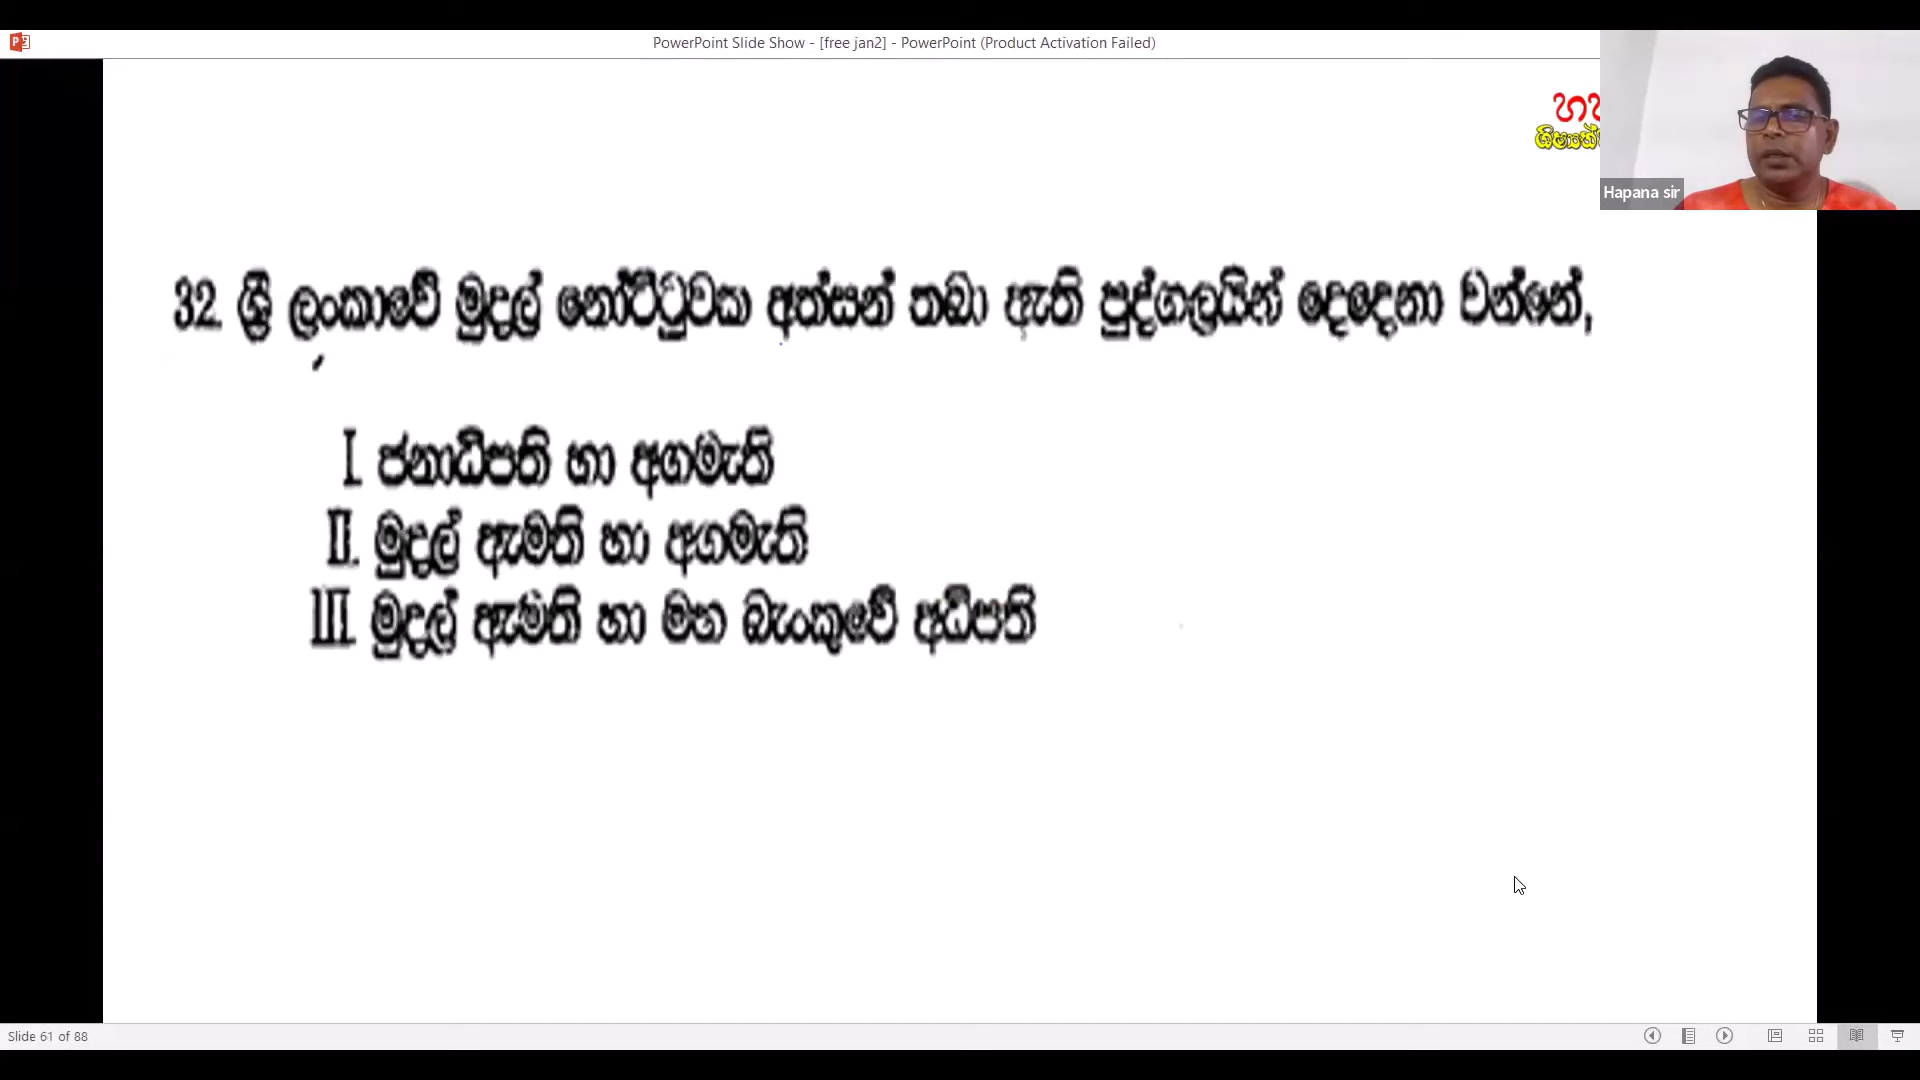 PowerPoint Slide Show - [free jan2] - PowerPoint (Product Activation Failed)
Hapana sir
32. ශ්‍රී ලංකාවේ මුදල් නෝට්ටුවක අත්සන් තබා ඇති පුද්ගලයින් දෙදෙනා වන්නේ,
I. ජනාධිපති හා අගමැති
II. මුදල් ඇමති හා අගමැති
III. මුදල් ඇමති හා මහ බැංකුවේ අධිපති
Slide 61 of 88